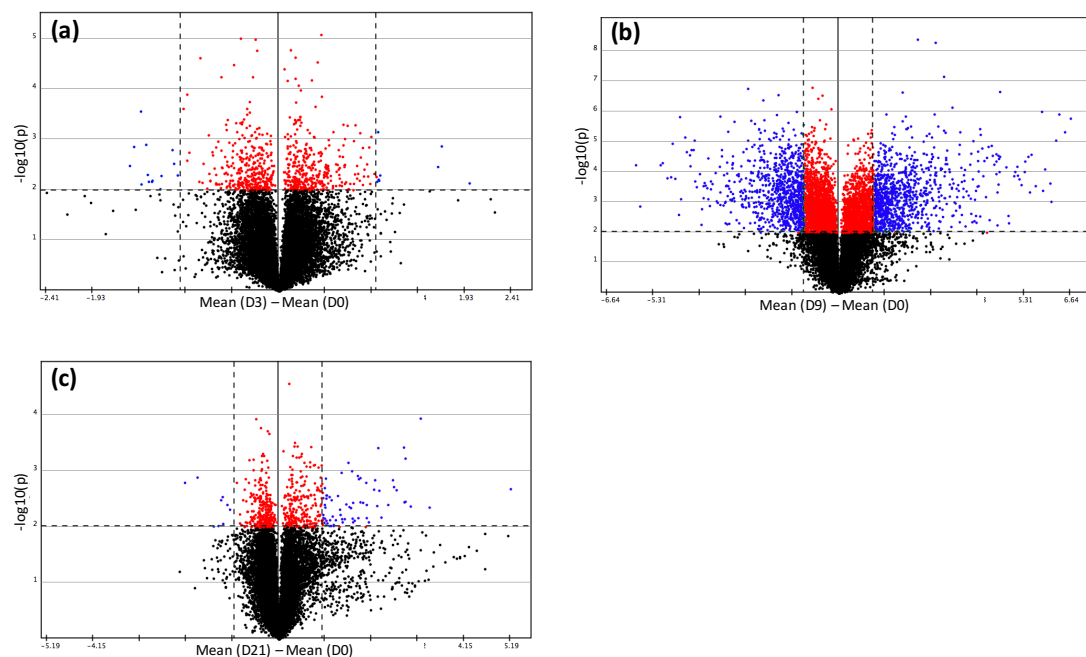 (a)
5
4
3
2
1
-log10(p)
−2.41 −1.93 1.93 2.41
Mean (D3) – Mean (D0)
(b)
8
7
6
5
4
3
2
1
-log10(p)
−6.64 −5.31 5.31 6.64
Mean (D9) – Mean (D0)
(c)
4
3
2
1
-log10(p)
−5.19 −4.15 4.15 5.19
Mean (D21) – Mean (D0)